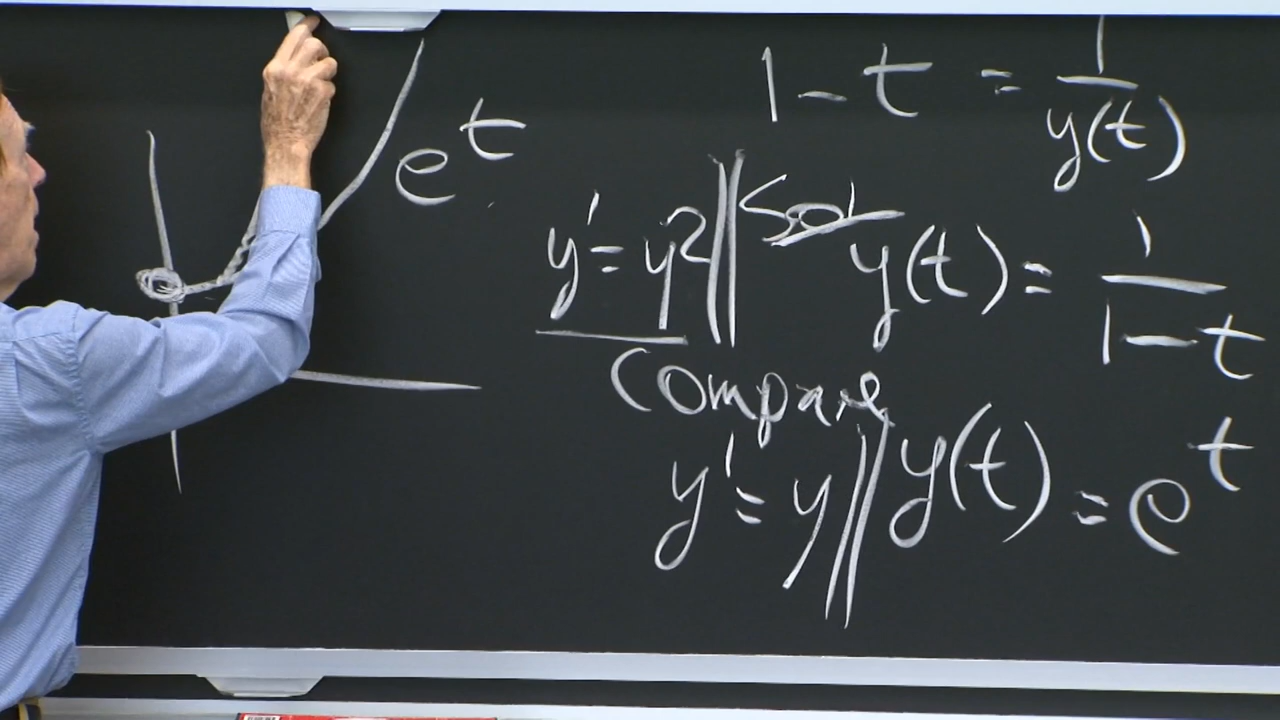 e^t
1 - t = 1/y(t)
y' = y² || Sol y(t) = 1/(1 - t)
Compare
y' = y || y(t) = e^t